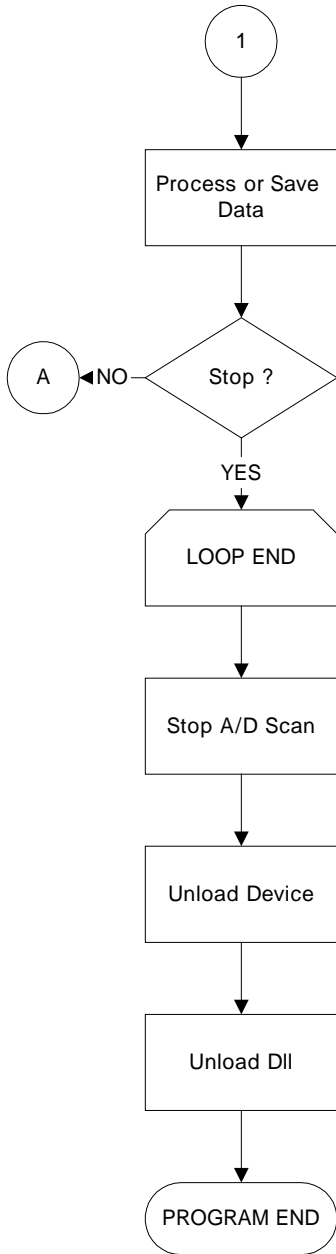 1
Process or Save
Data
Stop ?
NO
A
YES
LOOP END
Stop A/D Scan
Unload Device
Unload Dll
PROGRAM END